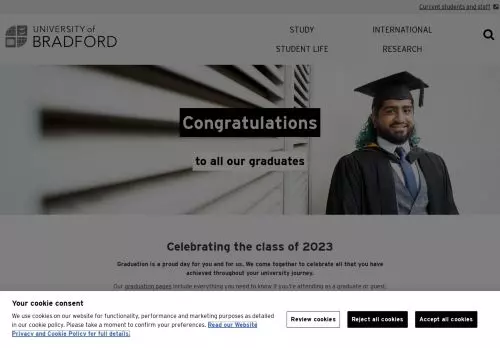 Current students and staff
UNIVERSITY of
BRADFORD
STUDY
INTERNATIONAL
STUDENT LIFE
RESEARCH
Congratulations
to all our graduates
Celebrating the class of 2023
Graduation is a proud day for you and for us. We come together to celebrate all that you have
achieved throughout your university journey.
Our graduation pages include everything you need to know if you're attending as a graduate or guest.
Your cookie consent
We use cookies on our website for functionality, performance and marketing purposes as detailed
in our cookie policy. Please take a moment to confirm your preferences. Read our Website
Privacy and Cookie Policy for full details.
Review cookies
Reject all cookies
Accept all cookies